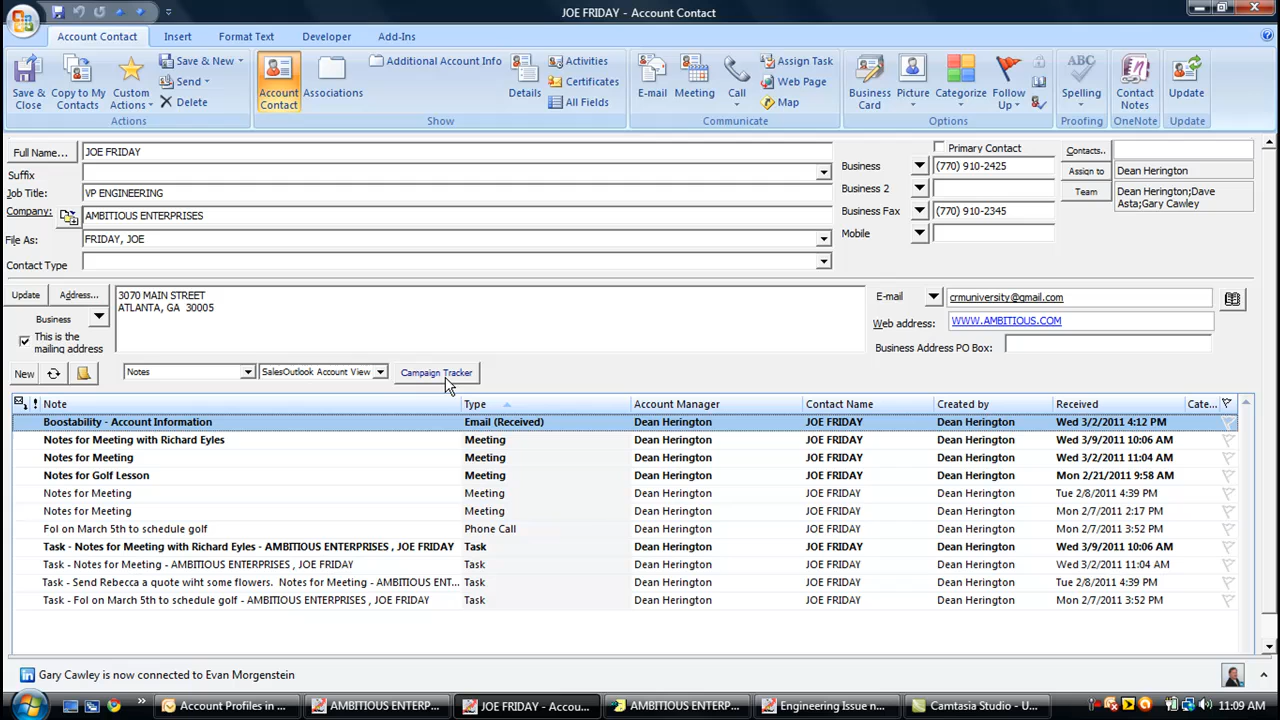 JOE FRIDAY - Account Contact
Account Contact Insert Format Text Developer Add-Ins
Save & Close
Copy to My Contacts
Custom Actions
Save & New
Send
Delete
Actions
Account Contact
Associations
Additional Account Info
Details
Activities
Certificates
All Fields
Show
E-mail
Meeting
Call
Assign Task
Web Page
Map
Communicate
Business Card
Picture
Categorize
Follow Up
Options
ABC
Spelling
Proofing
Contact Notes
OneNote
Update
Update
Full Name... JOE FRIDAY
Suffix
Job Title: VP ENGINEERING
Company: AMBITIOUS ENTERPRISES
File As: FRIDAY, JOE
Contact Type
Primary Contact
Business (770) 910-2425
Business 2
Business Fax (770) 910-2345
Mobile
Contacts..
Assign to Dean Herington
Team Dean Herington;Dave Asta;Gary Cawley
Update Address...
Business
This is the mailing address
3070 MAIN STREET
ATLANTA, GA 30005
E-mail crmuniversity@gmail.com
Web address: WWW.AMBITIOUS.COM
Business Address PO Box:
New Notes SalesOutlook Account View Campaign Tracker
! Note Type Account Manager Contact Name Created by Received Cate...
Boostability - Account Information Email (Received) Dean Herington JOE FRIDAY Dean Herington Wed 3/2/2011 4:12 PM
Notes for Meeting with Richard Eyles Meeting Dean Herington JOE FRIDAY Dean Herington Wed 3/9/2011 10:06 AM
Notes for Meeting Meeting Dean Herington JOE FRIDAY Dean Herington Wed 3/2/2011 11:04 AM
Notes for Golf Lesson Meeting Dean Herington JOE FRIDAY Dean Herington Mon 2/21/2011 9:58 AM
Notes for Meeting Meeting Dean Herington JOE FRIDAY Dean Herington Tue 2/8/2011 4:39 PM
Notes for Meeting Meeting Dean Herington JOE FRIDAY Dean Herington Mon 2/7/2011 2:17 PM
Fol on March 5th to schedule golf Phone Call Dean Herington JOE FRIDAY Dean Herington Mon 2/7/2011 3:52 PM
Task - Notes for Meeting with Richard Eyles - AMBITIOUS ENTERPRISES , JOE FRIDAY Task Dean Herington JOE FRIDAY Dean Herington Wed 3/9/2011 10:06 AM
Task - Notes for Meeting - AMBITIOUS ENTERPRISES , JOE FRIDAY Task Dean Herington JOE FRIDAY Dean Herington Wed 3/2/2011 11:04 AM
Task - Send Rebecca a quote wiht some flowers. Notes for Meeting - AMBITIOUS ENT... Task Dean Herington JOE FRIDAY Dean Herington Tue 2/8/2011 4:39 PM
Task - Fol on March 5th to schedule golf - AMBITIOUS ENTERPRISES , JOE FRIDAY Task Dean Herington JOE FRIDAY Dean Herington Mon 2/7/2011 3:52 PM
in Gary Cawley is now connected to Evan Morgenstein
Account Profiles in ... AMBITIOUS ENTERP... JOE FRIDAY - Accou... AMBITIOUS ENTERP... Engineering Issue n... Camtasia Studio - U... 11:09 AM